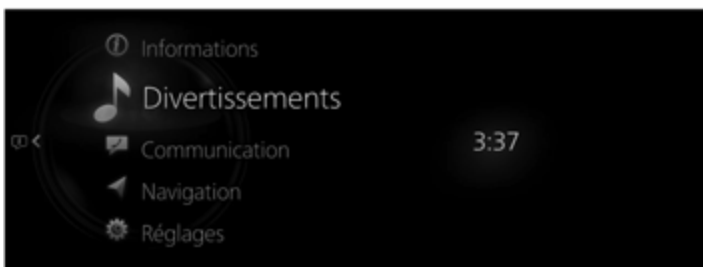 Informations
Divertissements
Communication
3:37
Navigation
Réglages